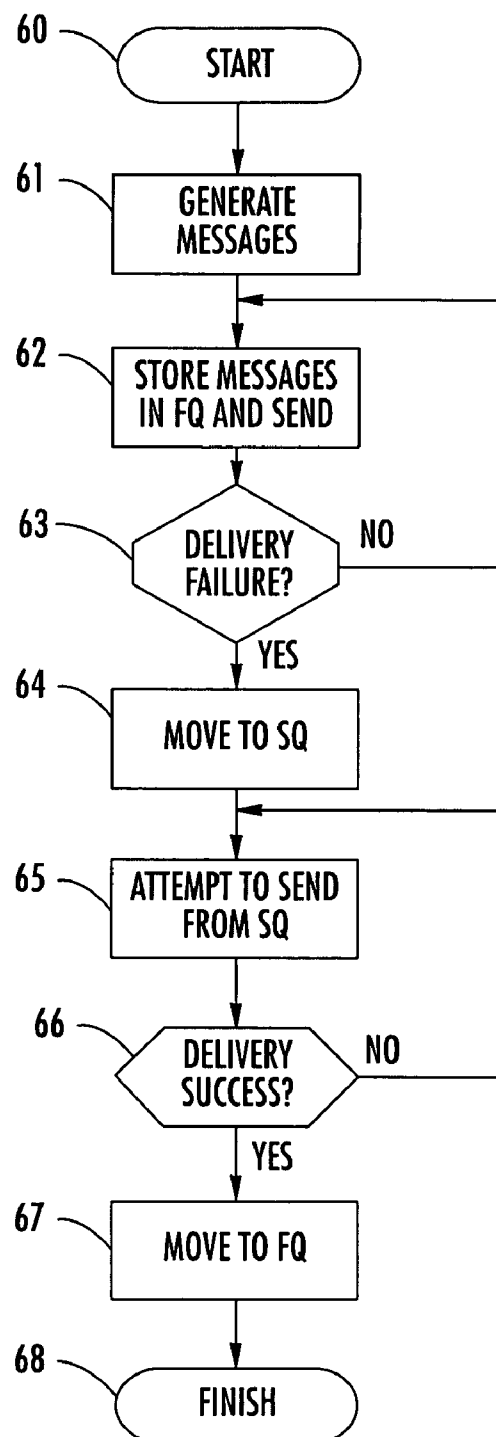 60
START
61
GENERATE
MESSAGES
62
STORE MESSAGES
IN FQ AND SEND
63
DELIVERY
FAILURE?
NO
YES
64
MOVE TO SQ
65
ATTEMPT TO SEND
FROM SQ
66
DELIVERY
SUCCESS?
NO
YES
67
MOVE TO FQ
68
FINISH